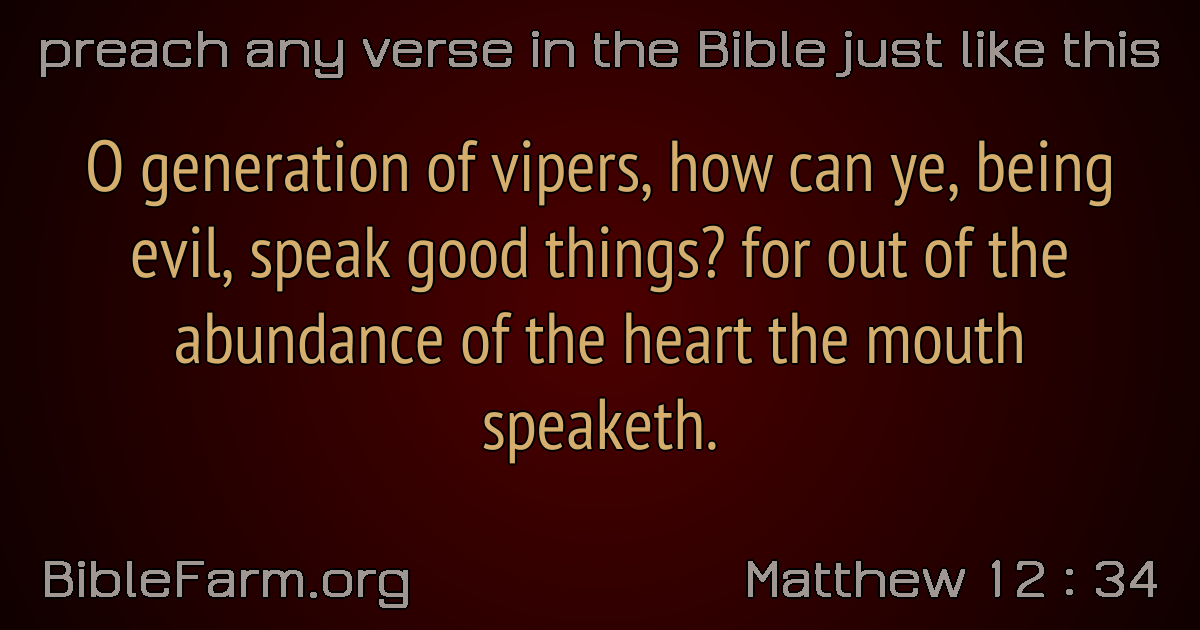 preach any verse in the Bible just like this
O generation of vipers, how can ye, being
evil, speak good things? for out of the
abundance of the heart the mouth
speaketh.
BibleFarm.org
Matthew 12 : 34